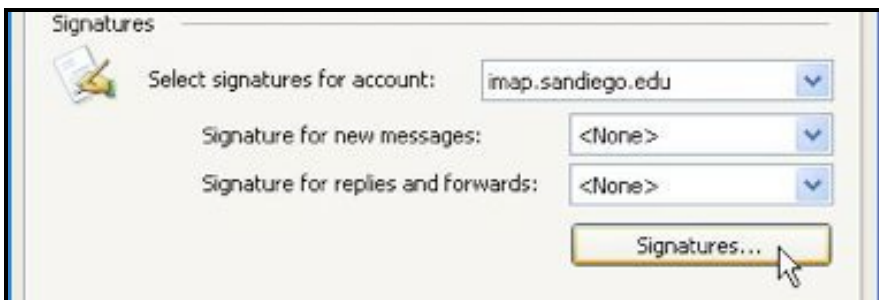 Signatures
Select signatures for account: imap.sandiego.edu
Signature for new messages: <None>
Signature for replies and forwards: <None>
Signatures...